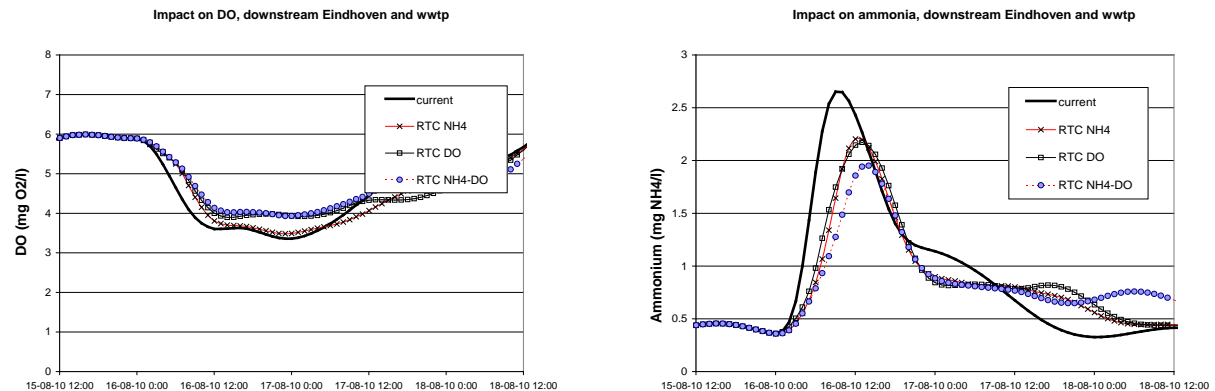 Impact on DO, downstream Eindhoven and wwtp
8
7
6
5
4
3
2
1
0
DO (mg O2/l)
current
RTC NH4
RTC DO
RTC NH4-DO
15-08-10 12:00 16-08-10 0:00 16-08-10 12:00 17-08-10 0:00 17-08-10 12:00 18-08-10 0:00 18-08-10 12:00
Impact on ammonia, downstream Eindhoven and wwtp
3
2.5
2
1.5
1
0.5
0
Ammonium (mg NH4/l)
current
RTC NH4
RTC DO
RTC NH4-DO
15-08-10 12:00 16-08-10 0:00 16-08-10 12:00 17-08-10 0:00 17-08-10 12:00 18-08-10 0:00 18-08-10 12:00